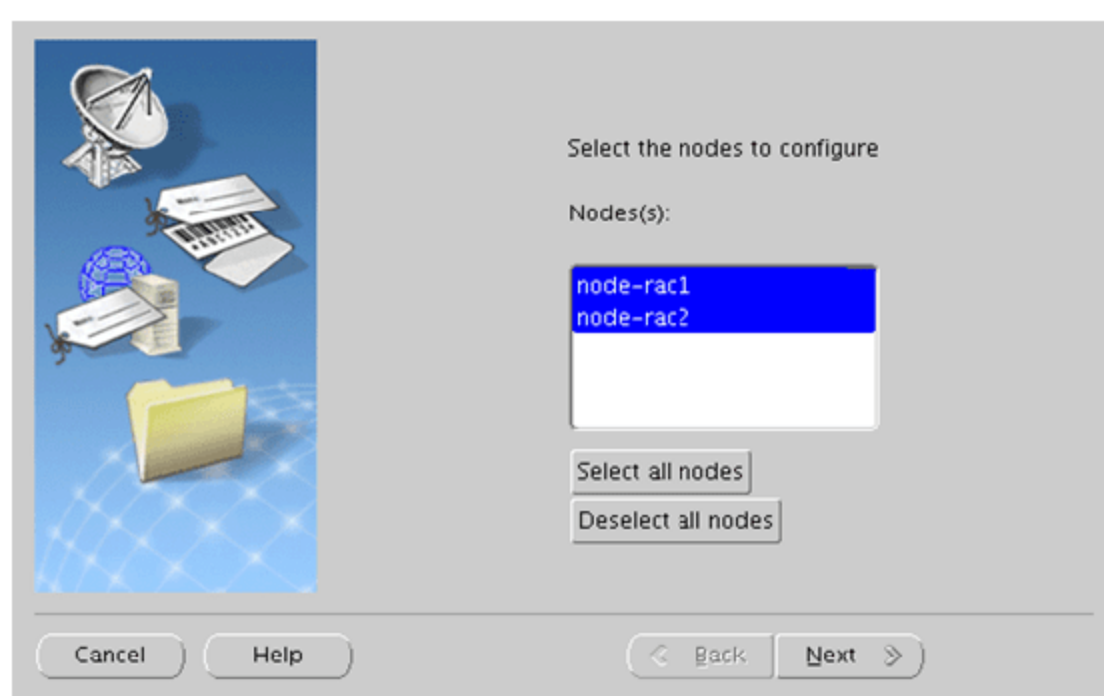 Select the nodes to configure
Nodes(s):
node-rac1
node-rac2
Select all nodes
Deselect all nodes
Cancel
Help
Back
Next